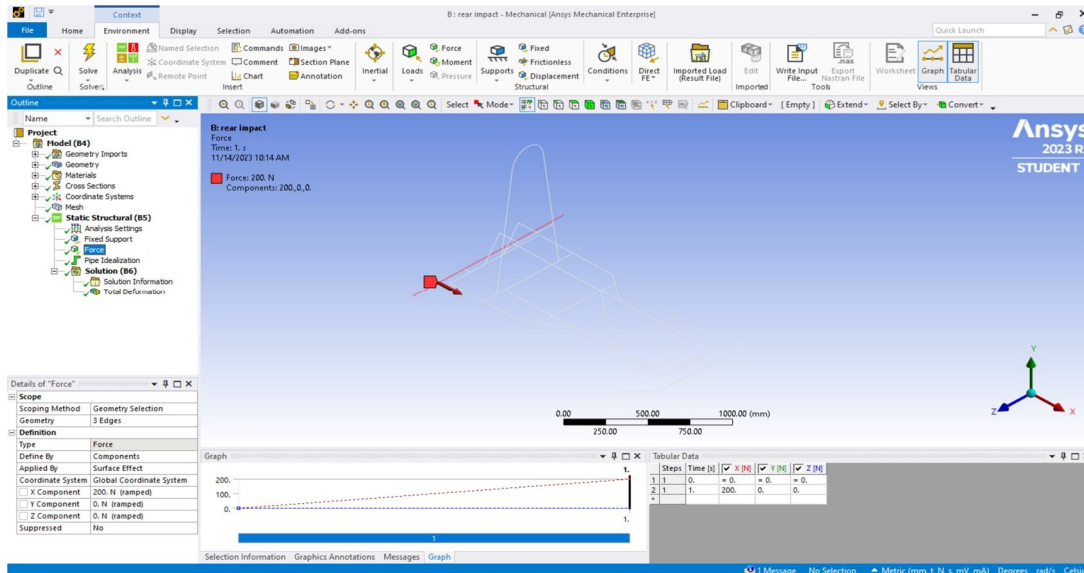 Context
B : rear impact - Mechanical [Ansys Mechanical Enterprise]
File Home Environment Display Selection Automation Add-ons Quick Launch
Duplicate Solve Analysis Named Selection Coordinate System Remote Point Commands Comment Chart Images Section Plane Annotation Inertial Loads Force Moment Pressure Supports Fixed Frictionless Displacement Conditions Direct FE Imported Load (Result File) Edit Write Input File... Export Nastran File Worksheet Graph Tabular Data
Outline Solver Insert Structural Imported Tools Views
Outline
Name Search Outline
Select Mode Clipboard [ Empty ] Extend Select By Convert
Project
Model (B4)
Geometry Imports
Geometry
Materials
Cross Sections
Coordinate Systems
Mesh
Static Structural (B5)
Analysis Settings
Fixed Support
Force
Pipe Idealization
Solution (B6)
Solution Information
Total Deformation
B: rear impact
Force
Time: 1. s
11/14/2023 10:14 AM
Force: 200. N
Components: 200.,0.,0.
Ansys
2023 R
STUDENT
0.00 500.00 1000.00 (mm)
250.00 750.00
Y
Z X
Details of "Force"
Scope
Scoping Method Geometry Selection
Geometry 3 Edges
Definition
Type Force
Define By Components
Applied By Surface Effect
Coordinate System Global Coordinate System
X Component 200. N (ramped)
Y Component 0. N (ramped)
Z Component 0. N (ramped)
Suppressed No
Graph
1.
200.
100.
0.
1.
1
Selection Information Graphics Annotations Messages Graph
Tabular Data
Steps Time [s] X [N] Y [N] Z [N]
1 1 0. = 0. = 0. = 0.
2 1 1. 200. 0. 0.
*
1 Message No Selection Metric (mm, t, N, s, mV, mA) Degrees rad/s Celsi